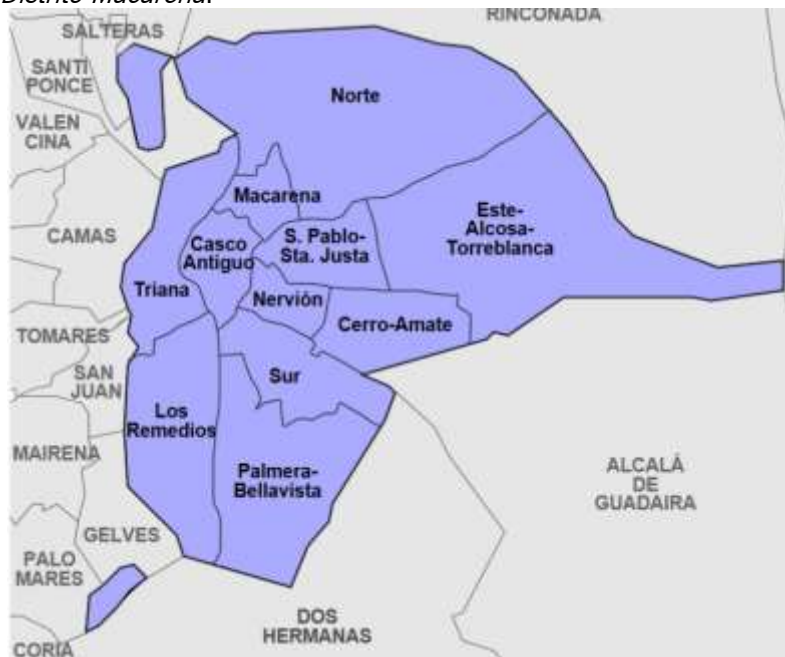 Distrito Macarena.
RINCONADA
SALTERAS
SANTI
PONCE
Norte
VALEN
CINA
Macarena
Este-
Alcosa-
Torreblanca
CAMAS
Casco
Antiguo
S. Pablo-
Sta. Justa
Triana
Nervión
Cerro-Amate
TOMARES
SAN
JUAN
Sur
Los
Remedios
MAIRENA
Palmera-
Bellavista
ALCALÁ
DE
GUADAIRA
GELVES
PALO
MARES
DOS
HERMANAS
CORIA